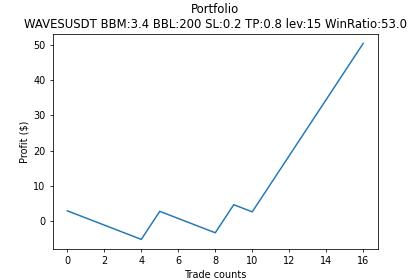 Portfolio
WAVESUSDT BBM:3.4 BBL:200 SL:0.2 TP:0.8 lev:15 WinRatio:53.0
50
40
30
20
10
0
Profit ($)
0 2 4 6 8 10 12 14 16
Trade counts